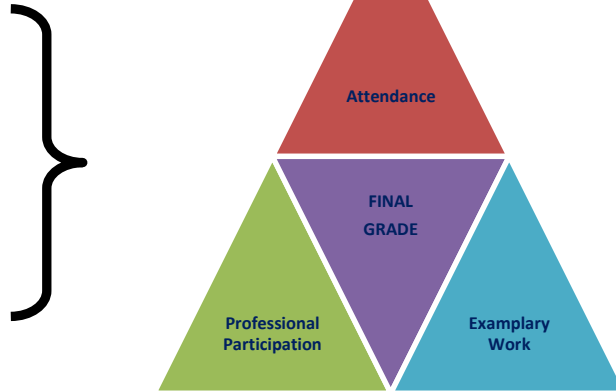 Attendance
FINAL
GRADE
Professional
Participation
Examplary
Work